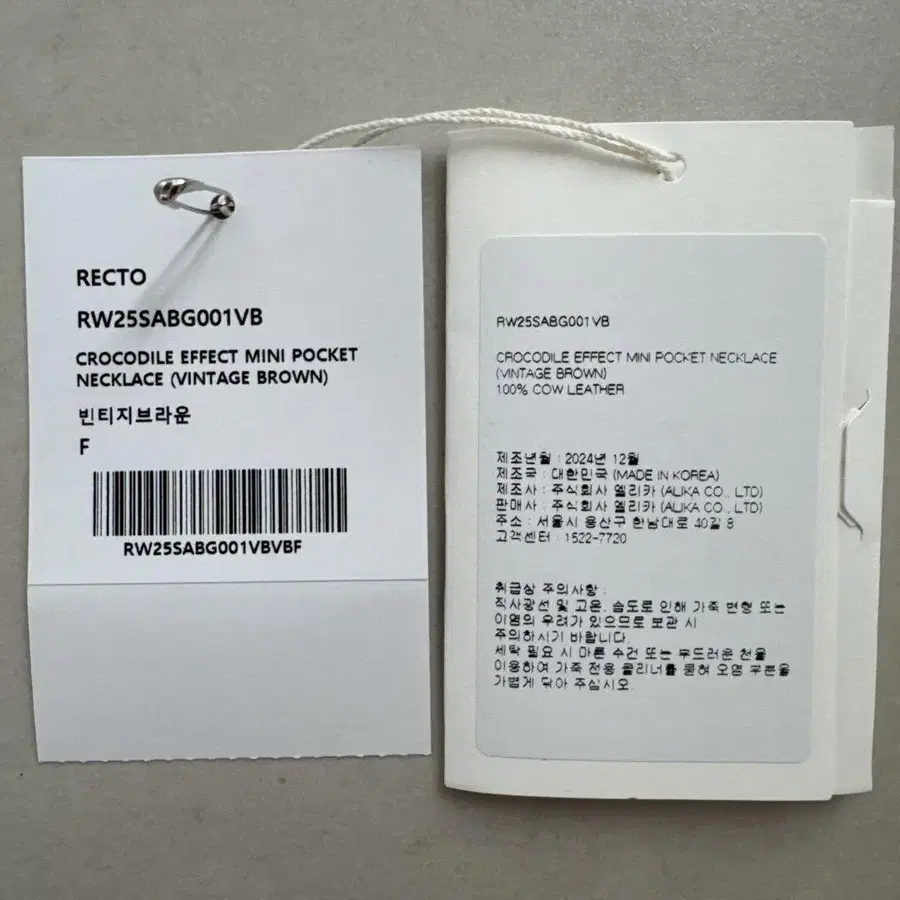 RECTO
RW25SABG001VB
CROCODILE EFFECT MINI POCKET
NECKLACE (VINTAGE BROWN)
빈티지브라운
F
RW25SABG001VBVBF
RW25SABG001VB
CROCODILE EFFECT MINI POCKET NECKLACE
(VINTAGE BROWN)
100% COW LEATHER
제조년월 : 2024년 12월
제조국 : 대한민국 (MADE IN KOREA)
제조사 : 주식회사 엘리카 (ALIKA CO., LTD)
판매사 : 주식회사 엘리카 (ALIKA CO., LTD)
주소 : 서울시 용산구 한남대로 40길 8
고객센터 : 1522-7720
취급상 주의사항 :
직사광선 및 고온, 습도로 인해 가죽 변형 또는
이염의 우려가 있으므로 보관 시
주의하시기 바랍니다.
세탁 필요 시 마른 수건 또는 부드러운 천을
이용하여 가죽 전용 클리너를 묻혀 오염 부분을
가볍게 닦아 주십시오.